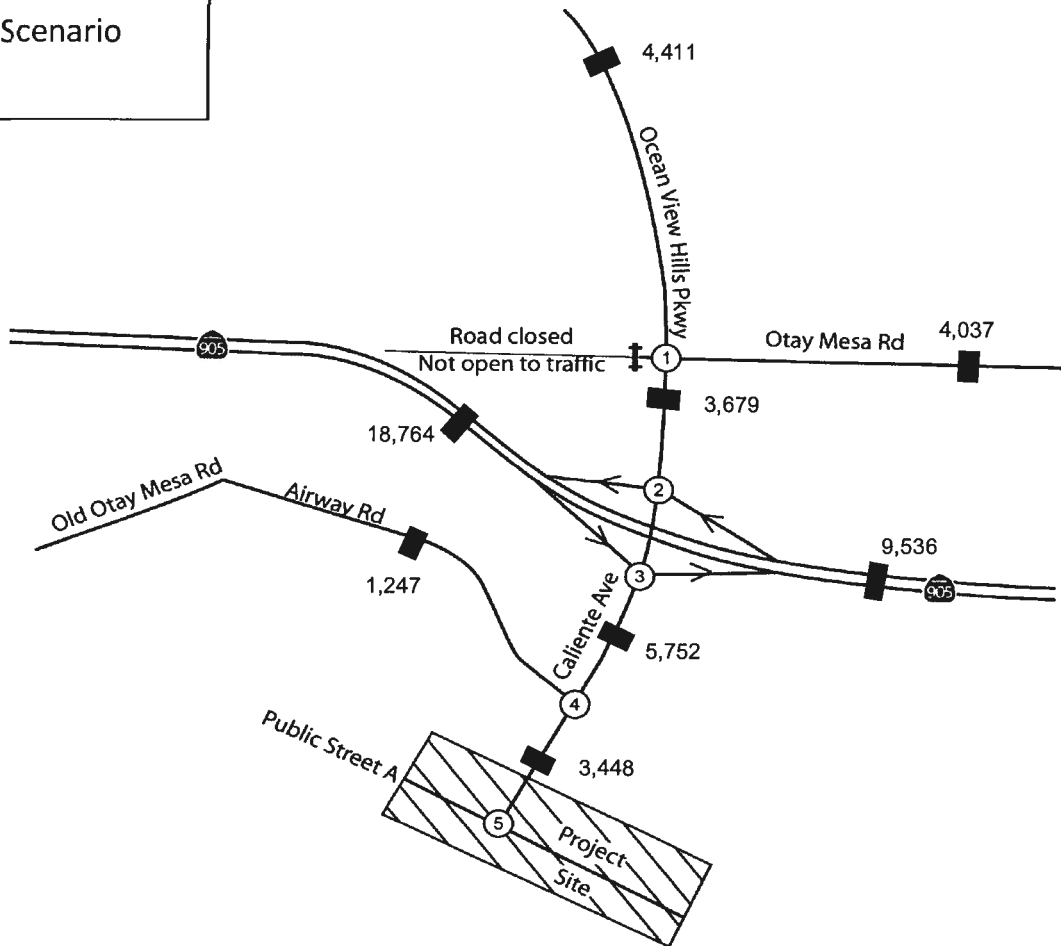 Scenario
4,411
Ocean View Hills Pkwy
905
Road closed
Not open to traffic
1
Otay Mesa Rd
4,037
3,679
18,764
2
Old Otay Mesa Rd
Airway Rd
1,247
9,536
905
3
Caliente Ave
5,752
4
Public Street A
3,448
5
Project
Site